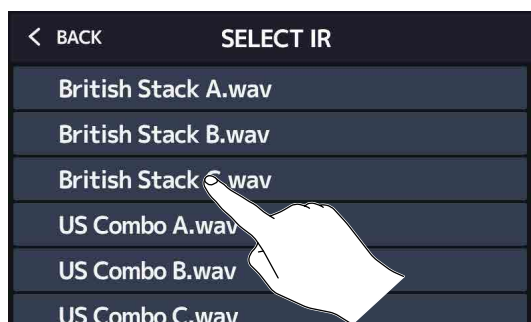 < BACK SELECT IR
British Stack A.wav
British Stack B.wav
British Stack C.wav
US Combo A.wav
US Combo B.wav
US Combo C.wav